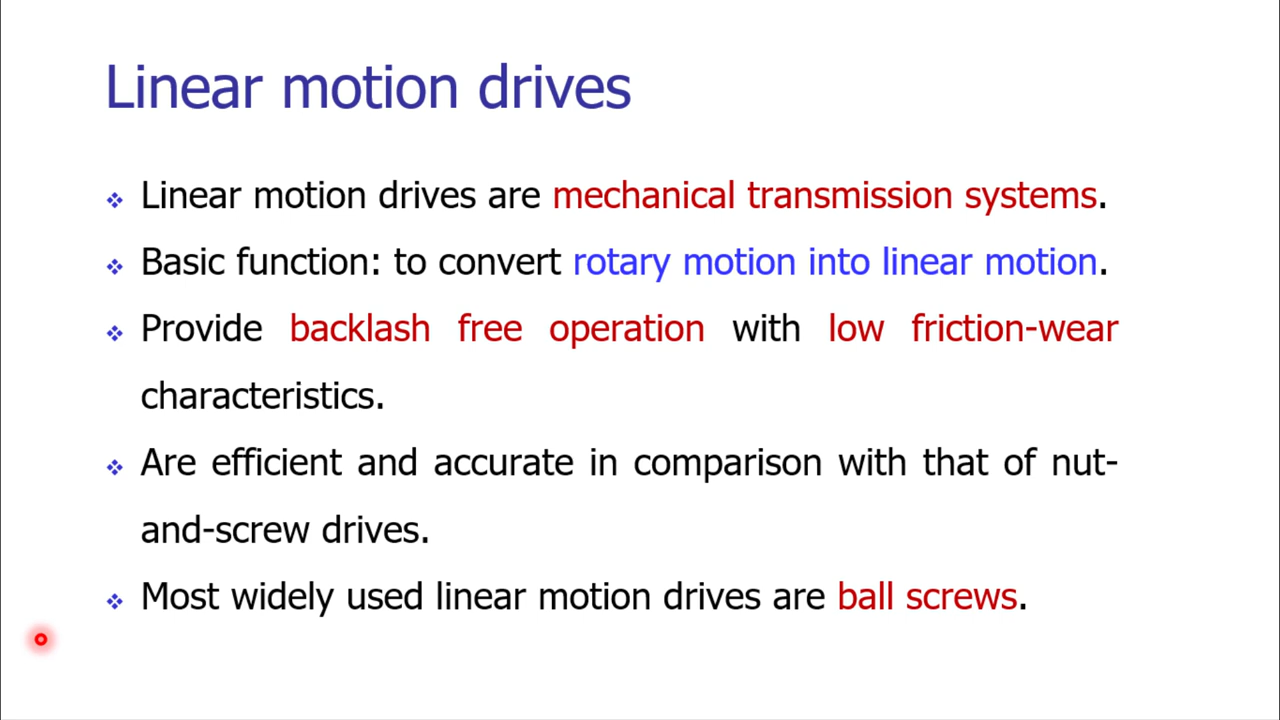 Linear motion drives
Linear motion drives are mechanical transmission systems.
Basic function: to convert rotary motion into linear motion.
Provide backlash free operation with low friction-wear
characteristics.
Are efficient and accurate in comparison with that of nut-
and-screw drives.
Most widely used linear motion drives are ball screws.